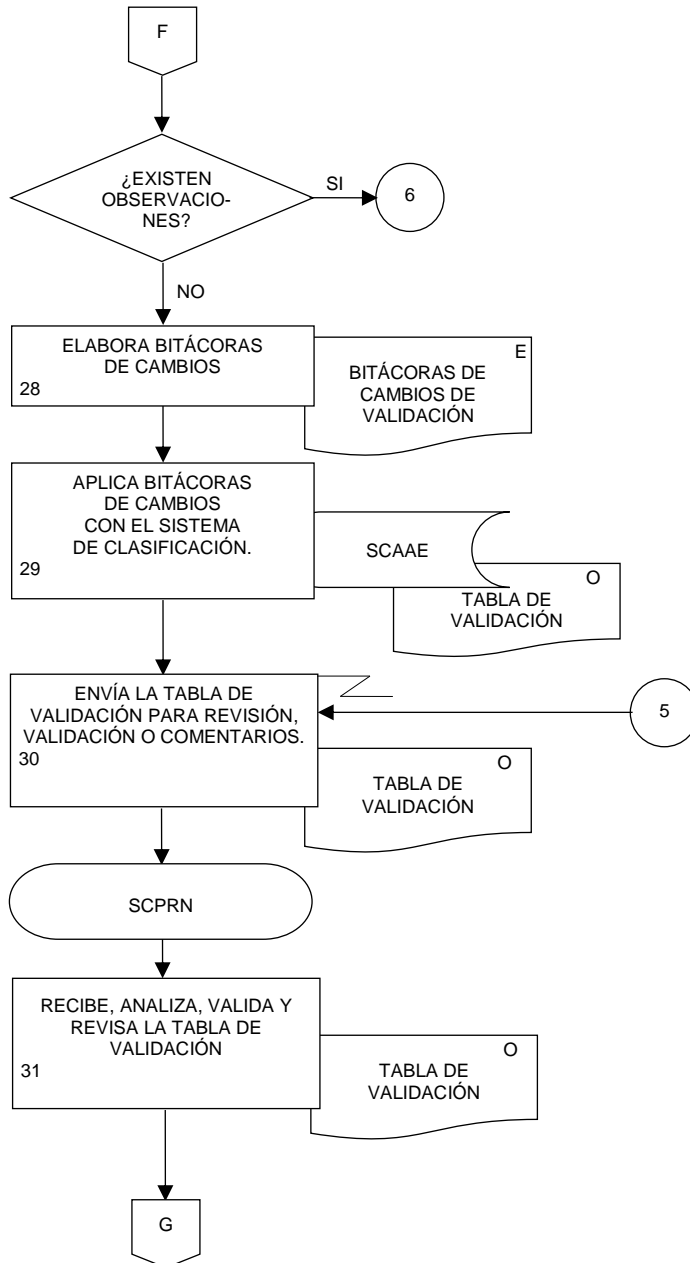 F
¿EXISTEN
OBSERVACIO-
NES?
SI
6
NO
ELABORA BITÁCORAS
DE CAMBIOS
28
E
BITÁCORAS DE
CAMBIOS DE
VALIDACIÓN
APLICA BITÁCORAS
DE CAMBIOS
CON EL SISTEMA
DE CLASIFICACIÓN.
29
SCAAE
O
TABLA DE
VALIDACIÓN
ENVÍA LA TABLA DE
VALIDACIÓN PARA REVISIÓN,
VALIDACIÓN O COMENTARIOS.
30
5
O
TABLA DE
VALIDACIÓN
SCPRN
RECIBE, ANALIZA, VALIDA Y
REVISA LA TABLA DE
VALIDACIÓN
31
O
TABLA DE
VALIDACIÓN
G